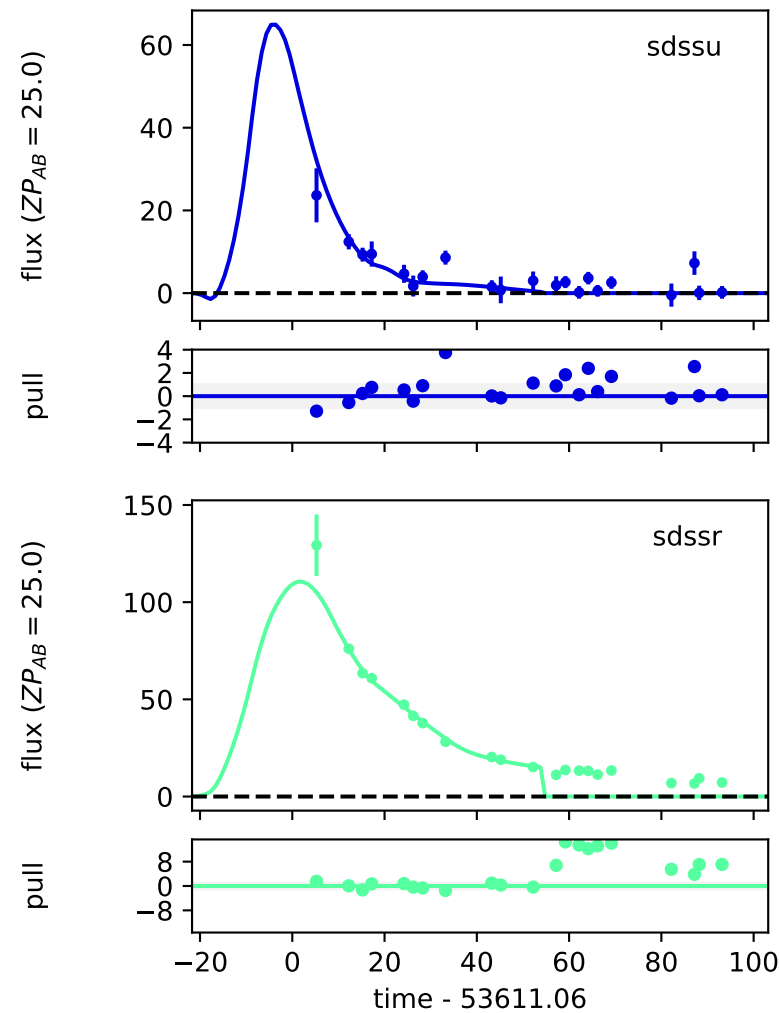 sdssu
flux ($ZP_{AB}$ = 25.0)
60
40
20
0
pull
4
2
0
−2
−4
sdssr
flux ($ZP_{AB}$ = 25.0)
150
100
50
0
pull
8
0
−8
−20 0 20 40 60 80 100
time - 53611.06